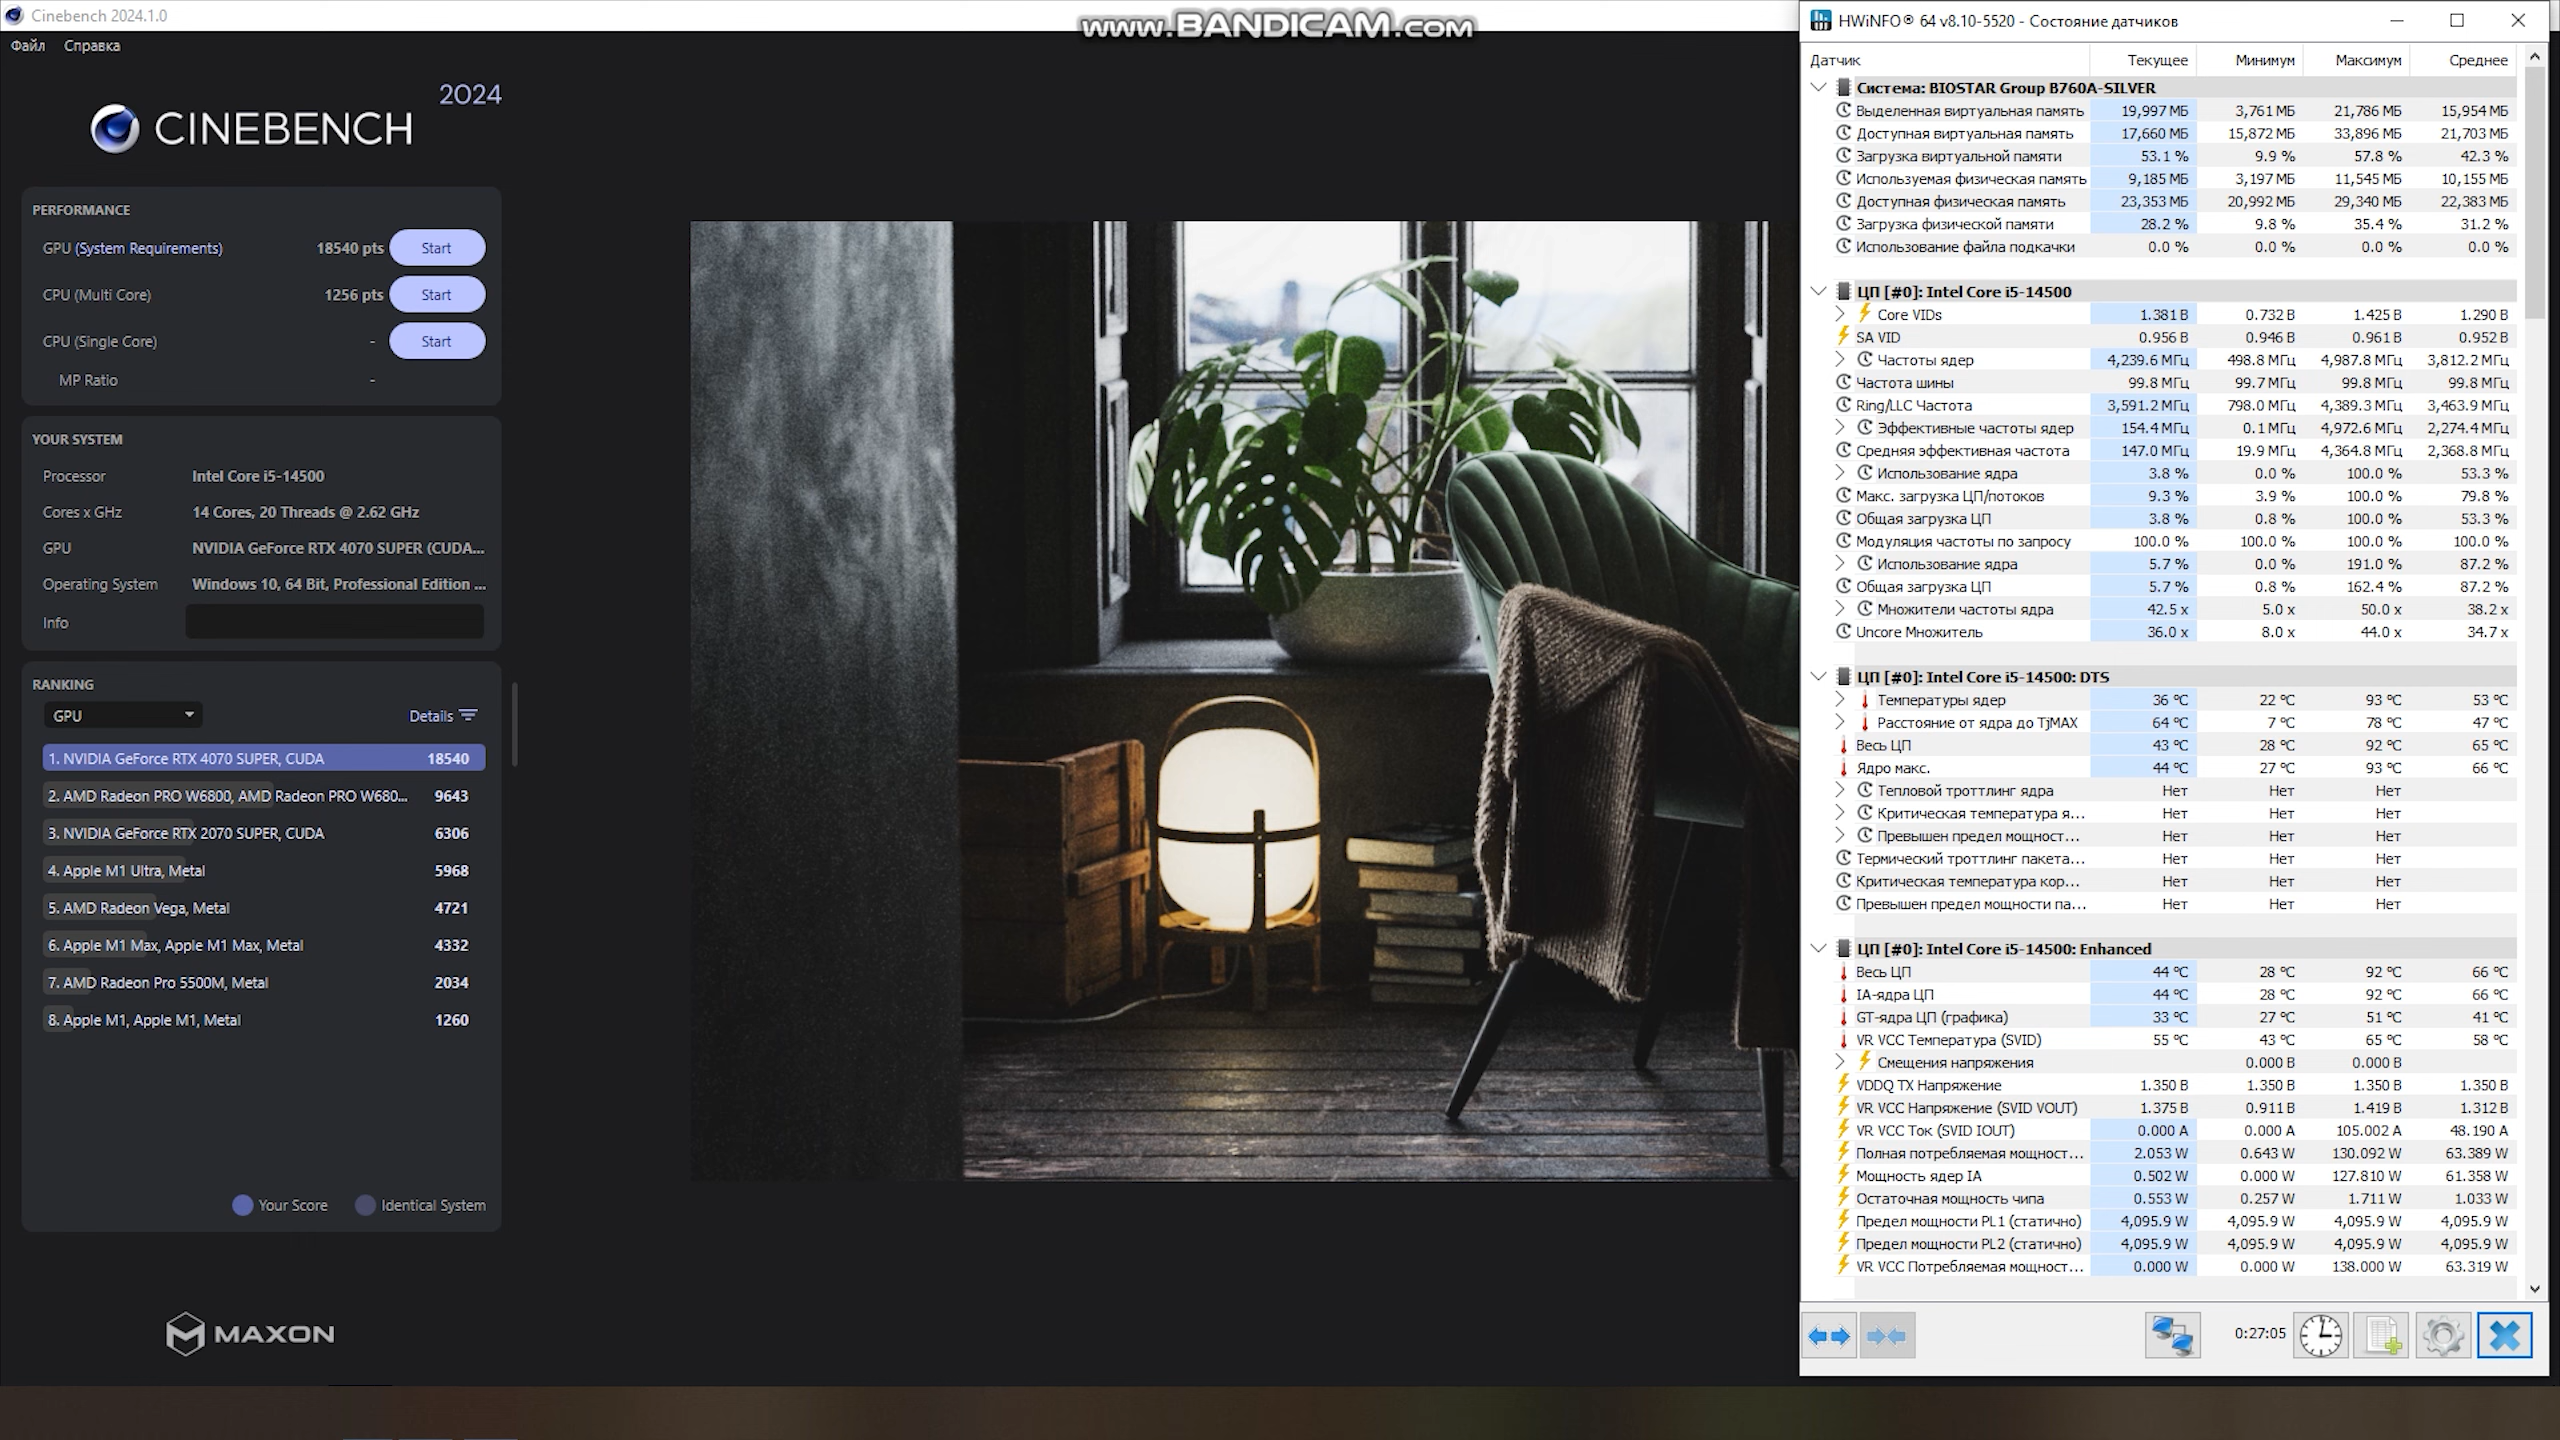 Cinebench 2024.1.0
www.BANDICAM.com
Файл Справка
CINEBENCH 2024
PERFORMANCE
GPU (System Requirements) 18540 pts Start
CPU (Multi Core) 1256 pts Start
CPU (Single Core) - Start
MP Ratio -
YOUR SYSTEM
Processor Intel Core i5-14500
Cores x GHz 14 Cores, 20 Threads @ 2.62 GHz
GPU NVIDIA GeForce RTX 4070 SUPER (CUDA...
Operating System Windows 10, 64 Bit, Professional Edition ...
Info
RANKING
GPU Details
1. NVIDIA GeForce RTX 4070 SUPER, CUDA 18540
2. AMD Radeon PRO W6800, AMD Radeon PRO W680... 9643
3. NVIDIA GeForce RTX 2070 SUPER, CUDA 6306
4. Apple M1 Ultra, Metal 5968
5. AMD Radeon Vega, Metal 4721
6. Apple M1 Max, Apple M1 Max, Metal 4332
7. AMD Radeon Pro 5500M, Metal 2034
8. Apple M1, Apple M1, Metal 1260
Your Score Identical System
MAXON
HWiNFO® 64 v8.10-5520 - Состояние датчиков
Датчик Текущее Минимум Максимум Среднее
Система: BIOSTAR Group B760A-SILVER
Выделенная виртуальная память 19,997 МБ 3,761 МБ 21,786 МБ 15,954 МБ
Доступная виртуальная память 17,660 МБ 15,872 МБ 33,896 МБ 21,703 МБ
Загрузка виртуальной памяти 53.1 % 9.9 % 57.8 % 42.3 %
Используемая физическая память 9,185 МБ 3,197 МБ 11,545 МБ 10,155 МБ
Доступная физическая память 23,353 МБ 20,992 МБ 29,340 МБ 22,383 МБ
Загрузка физической памяти 28.2 % 9.8 % 35.4 % 31.2 %
Использование файла подкачки 0.0 % 0.0 % 0.0 % 0.0 %
ЦП [#0]: Intel Core i5-14500
Core VIDs 1.381 В 0.732 В 1.425 В 1.290 В
SA VID 0.956 В 0.946 В 0.961 В 0.952 В
Частоты ядер 4,239.6 МГц 498.8 МГц 4,987.8 МГц 3,812.2 МГц
Частота шины 99.8 МГц 99.7 МГц 99.8 МГц 99.8 МГц
Ring/LLC Частота 3,591.2 МГц 798.0 МГц 4,389.3 МГц 3,463.9 МГц
Эффективные частоты ядер 154.4 МГц 0.1 МГц 4,972.6 МГц 2,274.4 МГц
Средняя эффективная частота 147.0 МГц 19.9 МГц 4,364.8 МГц 2,368.8 МГц
Использование ядра 3.8 % 0.0 % 100.0 % 53.3 %
Макс. загрузка ЦП/потоков 9.3 % 3.9 % 100.0 % 79.8 %
Общая загрузка ЦП 3.8 % 0.8 % 100.0 % 53.3 %
Модуляция частоты по запросу 100.0 % 100.0 % 100.0 % 100.0 %
Использование ядра 5.7 % 0.0 % 191.0 % 87.2 %
Общая загрузка ЦП 5.7 % 0.8 % 162.4 % 87.2 %
Множители частоты ядра 42.5 x 5.0 x 50.0 x 38.2 x
Uncore Множитель 36.0 x 8.0 x 44.0 x 34.7 x
ЦП [#0]: Intel Core i5-14500: DTS
Температуры ядер 36 °C 22 °C 93 °C 53 °C
Расстояние от ядра до TjMAX 64 °C 7 °C 78 °C 47 °C
Весь ЦП 43 °C 28 °C 92 °C 65 °C
Ядро макс. 44 °C 27 °C 93 °C 66 °C
Тепловой троттлинг ядра Нет Нет Нет
Критическая температура я... Нет Нет Нет
Превышен предел мощност... Нет Нет Нет
Термический троттлинг пакета... Нет Нет Нет
Критическая температура кор... Нет Нет Нет
Превышен предел мощности па... Нет Нет Нет
ЦП [#0]: Intel Core i5-14500: Enhanced
Весь ЦП 44 °C 28 °C 92 °C 66 °C
IA-ядра ЦП 44 °C 28 °C 92 °C 66 °C
GT-ядра ЦП (графика) 33 °C 27 °C 51 °C 41 °C
VR VCC Температура (SVID) 55 °C 43 °C 65 °C 58 °C
Смещения напряжения 0.000 В 0.000 В
VDDQ TX Напряжение 1.350 В 1.350 В 1.350 В 1.350 В
VR VCC Напряжение (SVID VOUT) 1.375 В 0.911 В 1.419 В 1.312 В
VR VCC Ток (SVID IOUT) 0.000 A 0.000 A 105.002 A 48.190 A
Полная потребляемая мощност... 2.053 W 0.643 W 130.092 W 63.389 W
Мощность ядер IA 0.502 W 0.000 W 127.810 W 61.358 W
Остаточная мощность чипа 0.553 W 0.257 W 1.711 W 1.033 W
Предел мощности PL1 (статично) 4,095.9 W 4,095.9 W 4,095.9 W 4,095.9 W
Предел мощности PL2 (статично) 4,095.9 W 4,095.9 W 4,095.9 W 4,095.9 W
VR VCC Потребляемая мощност... 0.000 W 0.000 W 138.000 W 63.319 W
0:27:05